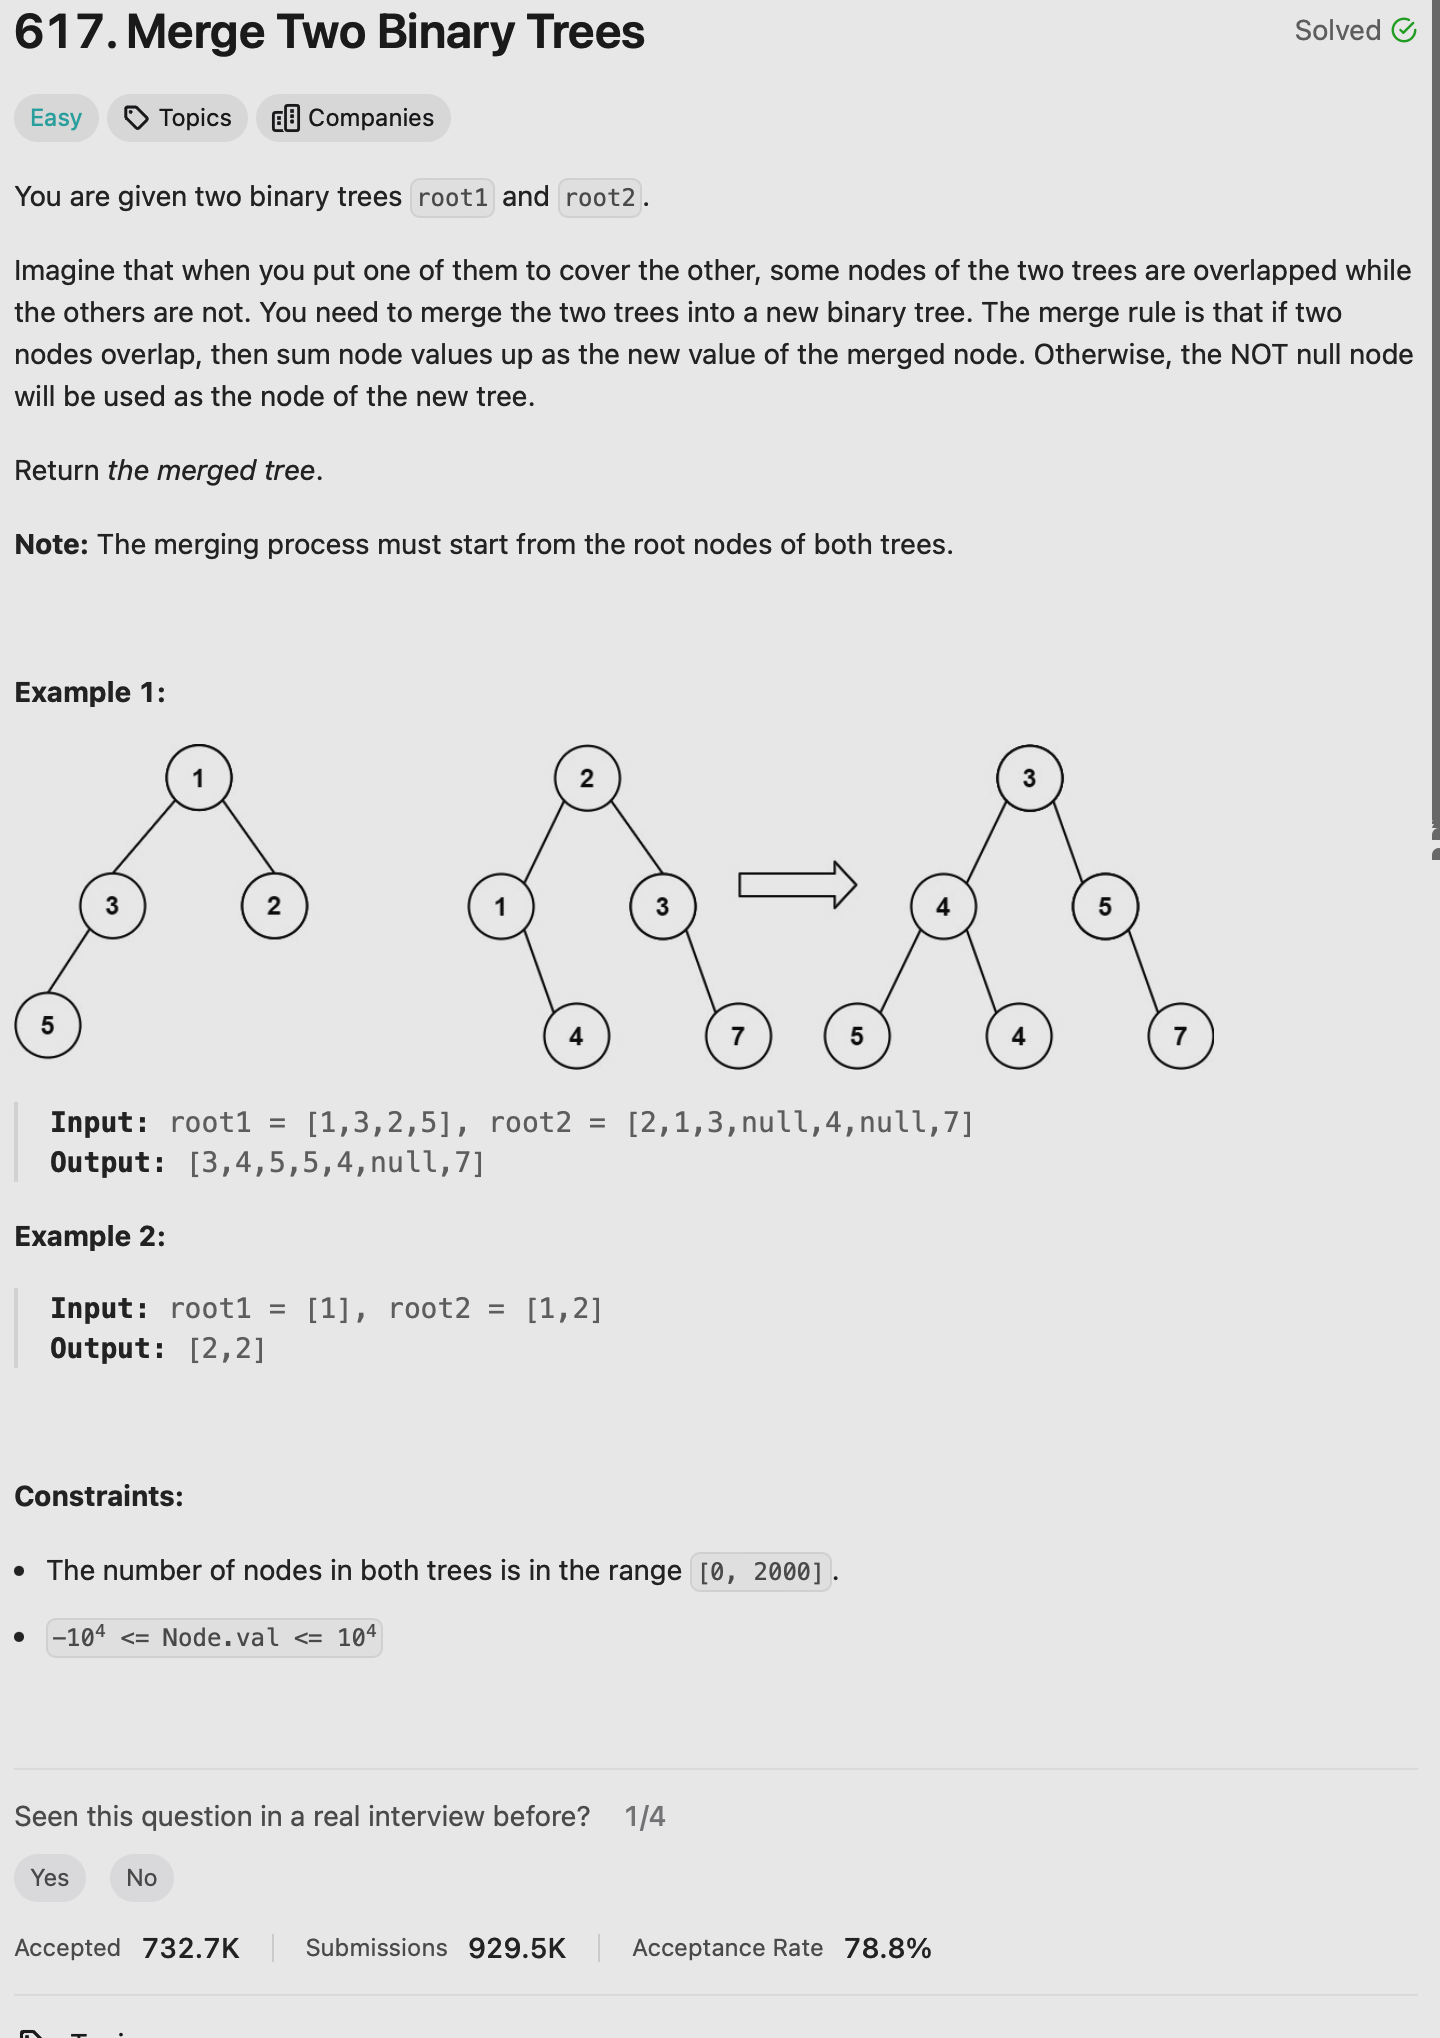 617. Merge Two Binary Trees
Solved
Easy Topics Companies
You are given two binary trees root1 and root2.
Imagine that when you put one of them to cover the other, some nodes of the two trees are overlapped while
the others are not. You need to merge the two trees into a new binary tree. The merge rule is that if two
nodes overlap, then sum node values up as the new value of the merged node. Otherwise, the NOT null node
will be used as the node of the new tree.
Return the merged tree.
Note: The merging process must start from the root nodes of both trees.
Example 1:
1 2 3
3 2 1 3 4 5
5 4 7 5 4 7
Input: root1 = [1,3,2,5], root2 = [2,1,3,null,4,null,7]
Output: [3,4,5,5,4,null,7]
Example 2:
Input: root1 = [1], root2 = [1,2]
Output: [2,2]
Constraints:
• The number of nodes in both trees is in the range [0, 2000].
• -10⁴ <= Node.val <= 10⁴
Seen this question in a real interview before? 1/4
Yes No
Accepted 732.7K Submissions 929.5K Acceptance Rate 78.8%